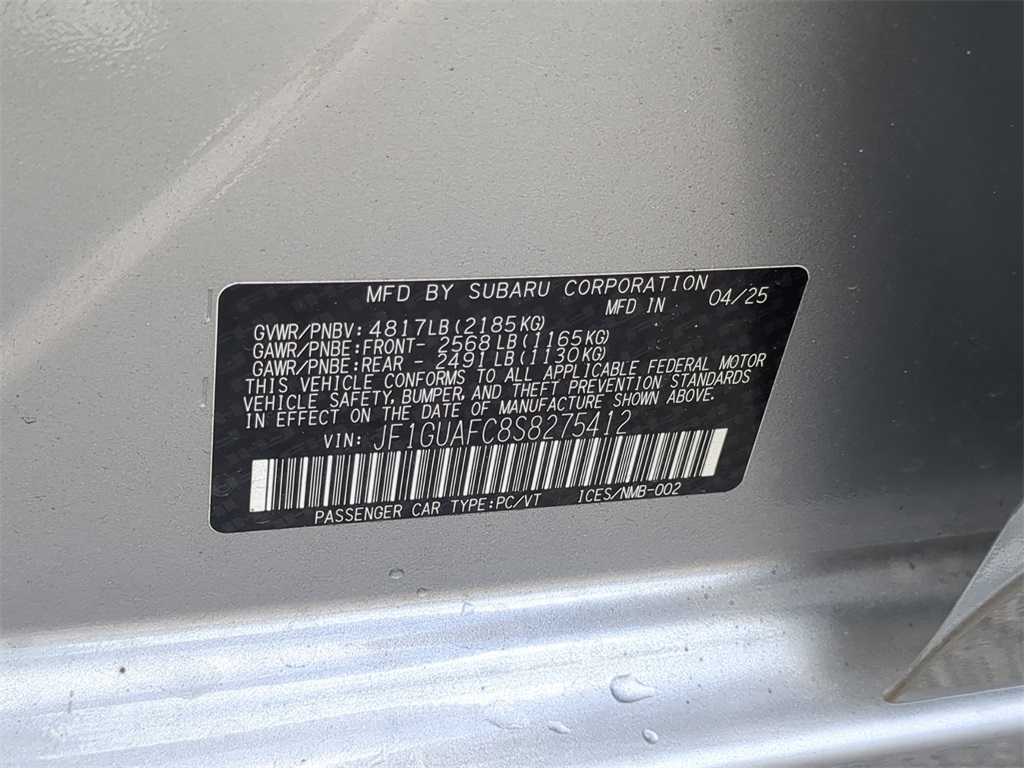 MFD BY SUBARU CORPORATION
MFD IN 04/25
GVWR/PNBV: 4817LB(2185KG)
GAWR/PNBE:FRONT- 2568LB(1165KG)
GAWR/PNBE:REAR - 2491LB(1130KG)
THIS VEHICLE CONFORMS TO ALL APPLICABLE FEDERAL MOTOR
VEHICLE SAFETY, BUMPER, AND THEFT PREVENTION STANDARDS
IN EFFECT ON THE DATE OF MANUFACTURE SHOWN ABOVE.
VIN: JF1GUAFC8S8275412
PASSENGER CAR TYPE:PC/VT ICES/NMB-002